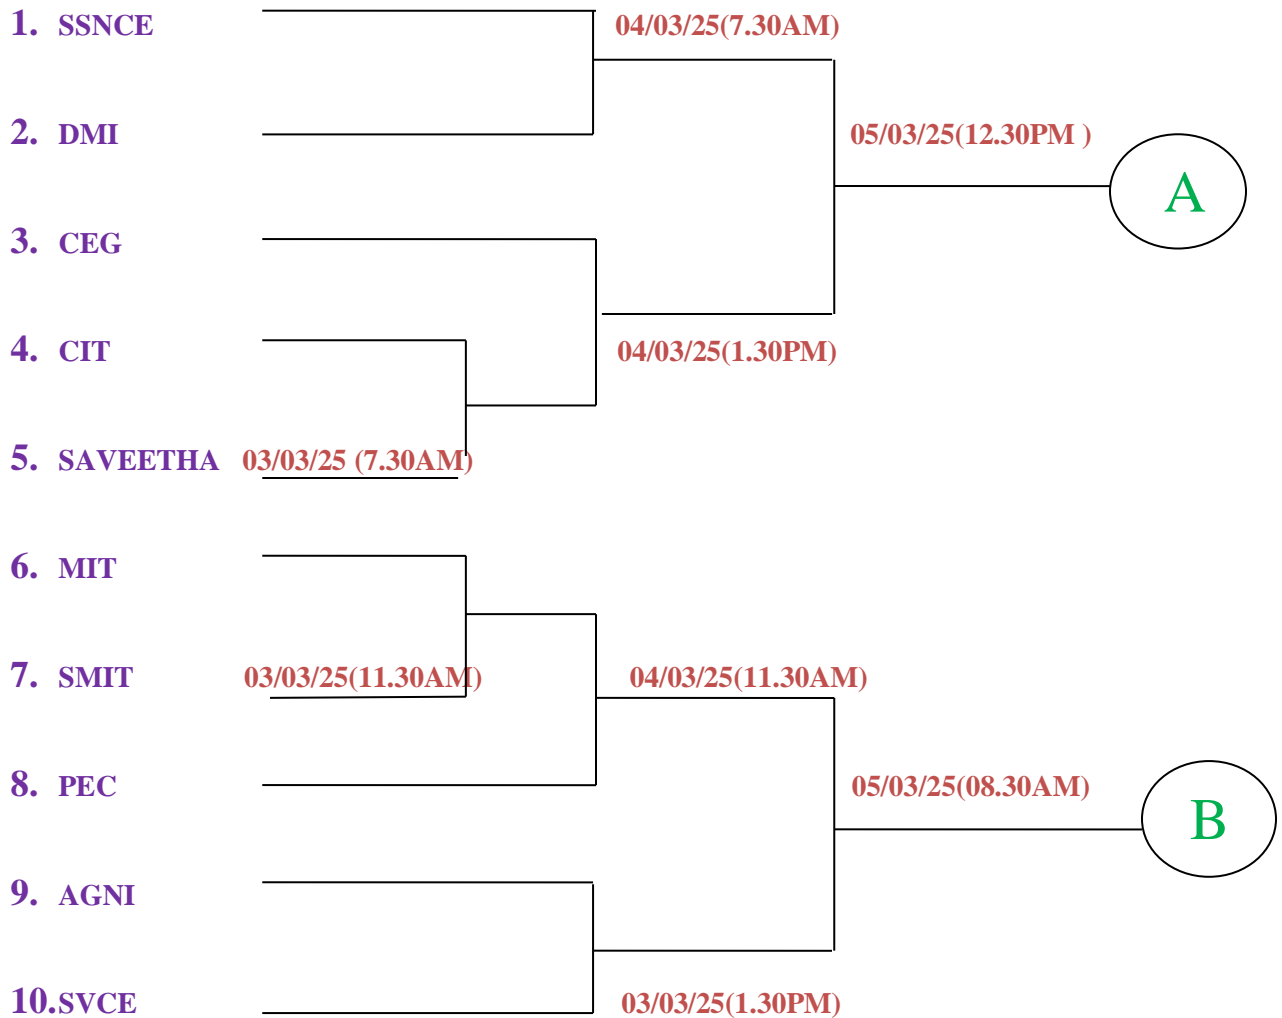 1. SSNCE 04/03/25(7.30AM)
2. DMI 05/03/25(12.30PM )
A
3. CEG
4. CIT 04/03/25(1.30PM)
5. SAVEETHA 03/03/25 (7.30AM)
6. MIT
7. SMIT 03/03/25(11.30AM) 04/03/25(11.30AM)
8. PEC 05/03/25(08.30AM)
B
9. AGNI
10.SVCE 03/03/25(1.30PM)